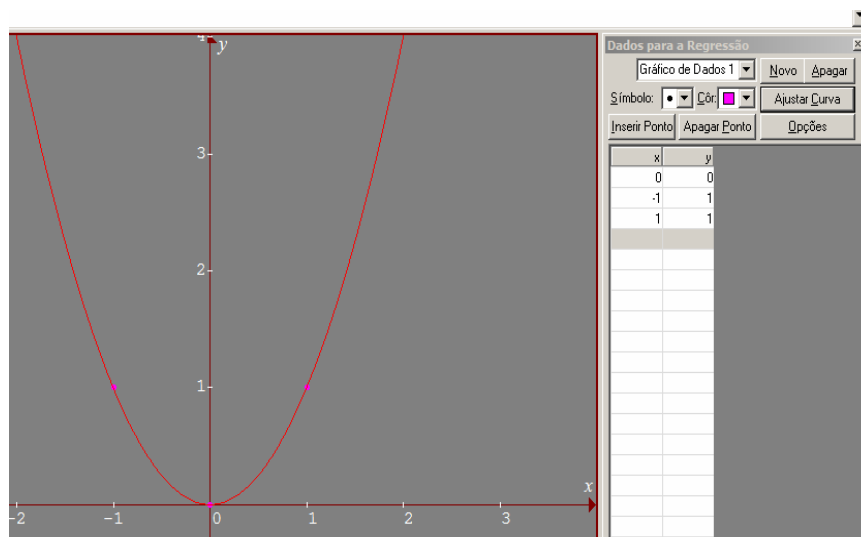 y
4
3
2
1
-2 -1 0 1 2 3
x
Dados para a Regressão
Gráfico de Dados 1 Novo Apagar
Símbolo: Côr: Ajustar Curva
Inserir Ponto Apagar Ponto Opções
x y
0 0
-1 1
1 1